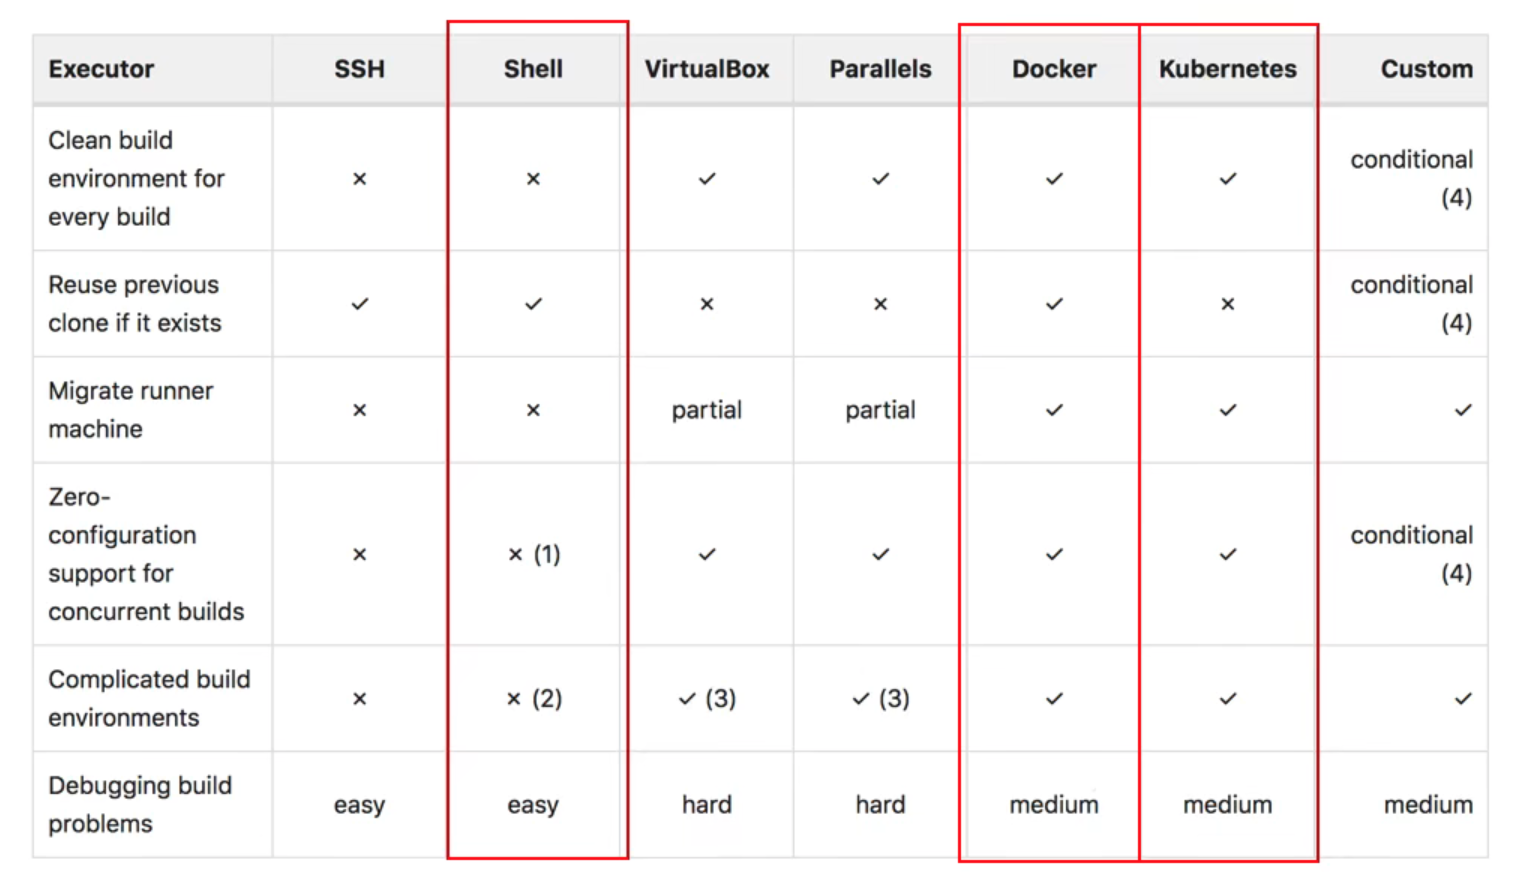 Executor SSH Shell VirtualBox Parallels Docker Kubernetes Custom
Clean build
environment for
every build
× × ✓ ✓ ✓ ✓ conditional
(4)
Reuse previous
clone if it exists
✓ ✓ × × ✓ × conditional
(4)
Migrate runner
machine
× × partial partial ✓ ✓ ✓
Zero-
configuration
support for
concurrent builds
× × (1) ✓ ✓ ✓ ✓ conditional
(4)
Complicated build
environments
× × (2) ✓ (3) ✓ (3) ✓ ✓ ✓
Debugging build
problems
easy easy hard hard medium medium medium